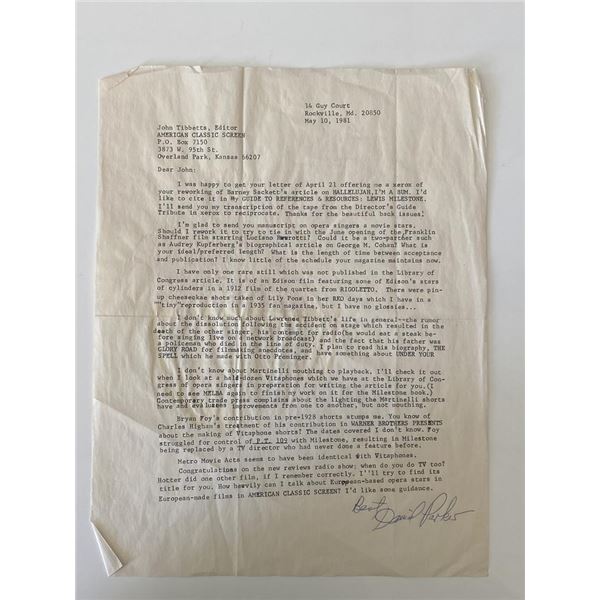 14 Guy Court
Rockville, Md. 20850
May 10, 1981
John Tibbetts, Editor
AMERICAN CLASSIC SCREEN
P.O. Box 7150
3873 W. 95th St.
Overland Park, Kansas 66207
Dear John:
I was happy to get your letter of April 21 offering me a xerox of
your reworking of Barney Sackett's article on HALLELUJAH,I'M A BUM. I'd
like to cite it in my GUIDE TO REFERENCES & RESOURCES: LEWIS MILESTONE.
I'll send you my transcription of the tape from the Director's Guild
Tribute in xerox to reciprocate. Thanks for the beautiful back issues!
I'm glad to send you manuscript on opera singers a movie stars.
Should I rework it to try to tie in with the June opening of the Franklin
Shaffner film starring Luciano Could it be a two-parter such
as Audrey Kupferberg's biographical article on George M. Cohan? What is
your ideal/preferred length? What is the length of time between acceptance
and publication? I know little of the schedule you magazine maintains now.
I have only one rare still which was not published in the Library of
Congress article. It is of an Edison film featuring some of Edison's stars
of cylinders in a 1912 film of the quartet from RIGOLETTO. There were pin-
up cheesecake shots taken of Lily Pons in her RKO days which I have in a
"tiny" reproduction in a 1935 fan magazine, but I have no glossies...
I don't know much about Lawrence Tibbett's life in general--the rumor
about the dissolution following the accident on stage which resulted in the
death of the other singer, his contempt for radio(he would eat a steak be-
fore singing live on a network broadcast) and the fact that his father was
a policeman who died in the line of duty. I plan to read his biography, THE
GLORY ROAD for filmmaking anecdotes, and have something about UNDER YOUR
SPELL which he made with Otto Preminger.
I don't know about Martinelli mouthing to playback, I'll check it out
when I look at a half-dozen Vitaphones which we have at the Library of Con-
gress of opera singers in preparation for writing the article for you.(I
need to see MELBA again to finish my work on it for the Milestone book.)
Contemporary trade press complains about the lighting the Martinelli shorts
have and one lauds improvements from one to another, but not mouthing.
Bryan Foy's contribution in pre-1928 shorts stumps me. You know of
Charles Higham's treatment of his contribution in WARNER BROTHERS PRESENTS
about the making of Vitaphone shorts? The dates covered I don't know. Foy
struggled for control of P.T. 109 with Milestone, resulting in Milestone
being replaced by a TV director who had never done a feature before.
Metro Movie Acts seems to have been identical with Vitaphones.
Congratulations on the new reviews radio show; when do you do TV too?
Hotter did one other film, if I remember correctly, I'll try to find its
title for you. How heavily can I talk about European-based opera stars in
European-made films in AMERICAN CLASSIC SCREEN? I'd like some guidance.
Best,
David Parker